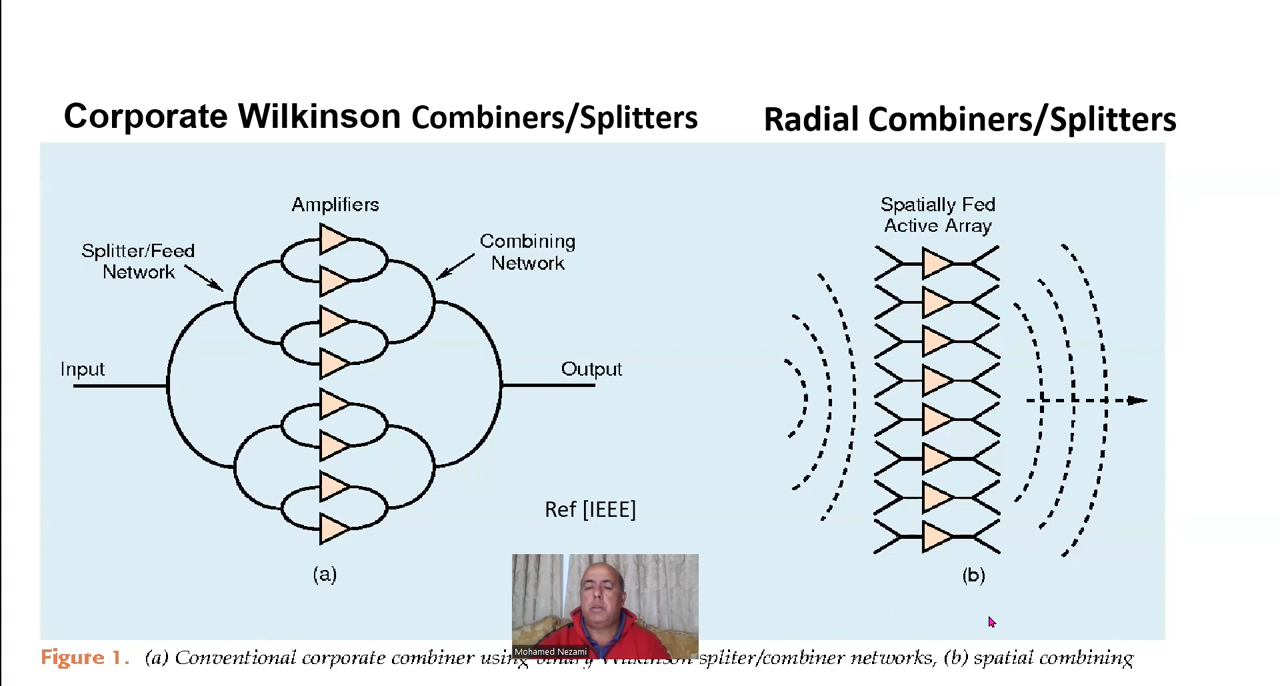 Corporate Wilkinson Combiners/Splitters
Radial Combiners/Splitters
Amplifiers
Splitter/Feed
Network
Combining
Network
Input
Output
Ref [IEEE]
(a)
Spatially Fed
Active Array
(b)
Mohamed Nezami
Figure 1. (a) Conventional corporate combiner using binary Wilkinson spliter/combiner networks, (b) spatial combining